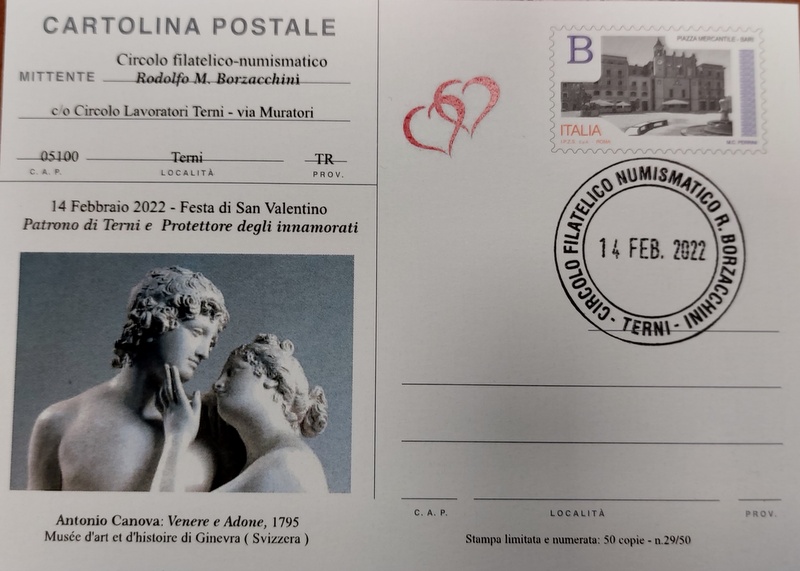 CARTOLINA POSTALE
Circolo filatelico-numismatico
MITTENTE Rodolfo M. Borzacchini
c/o Circolo Lavoratori Terni - via Muratori
05100 Terni TR
C. A. P. LOCALITÀ PROV.
14 Febbraio 2022 - Festa di San Valentino
Patrono di Terni e Protettore degli innamorati
Antonio Canova: Venere e Adone, 1795
Musée d'art et d'histoire di Ginevra ( Svizzera )
PIAZZA MERCANTILE - BARI
B
ITALIA
CIRCOLO FILATELICO NUMISMATICO R. BORZACCHINI
14 FEB. 2022
- TERNI -
C. A. P. LOCALITÀ PROV.
Stampa limitata e numerata: 50 copie - n.29/50